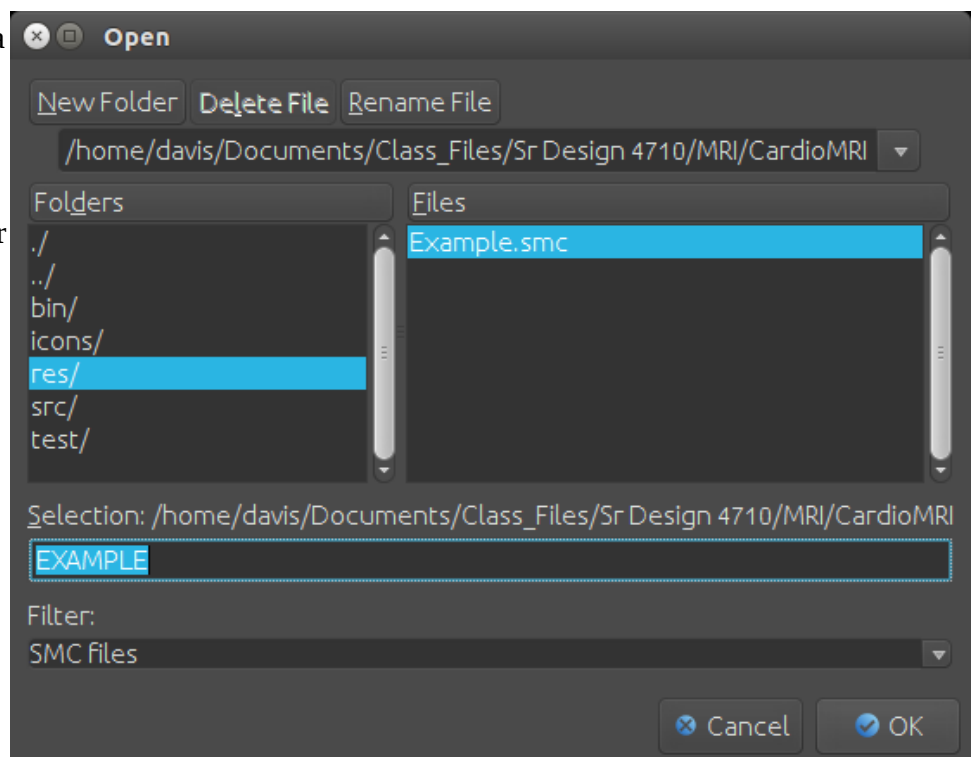 Open
New Folder Delete File Rename File
/home/davis/Documents/Class_Files/Sr Design 4710/MRI/CardioMRI
Folders Files
./ Example.smc
../
bin/
icons/
res/
src/
test/
Selection: /home/davis/Documents/Class_Files/Sr Design 4710/MRI/CardioMRI
EXAMPLE
Filter:
SMC files
Cancel OK